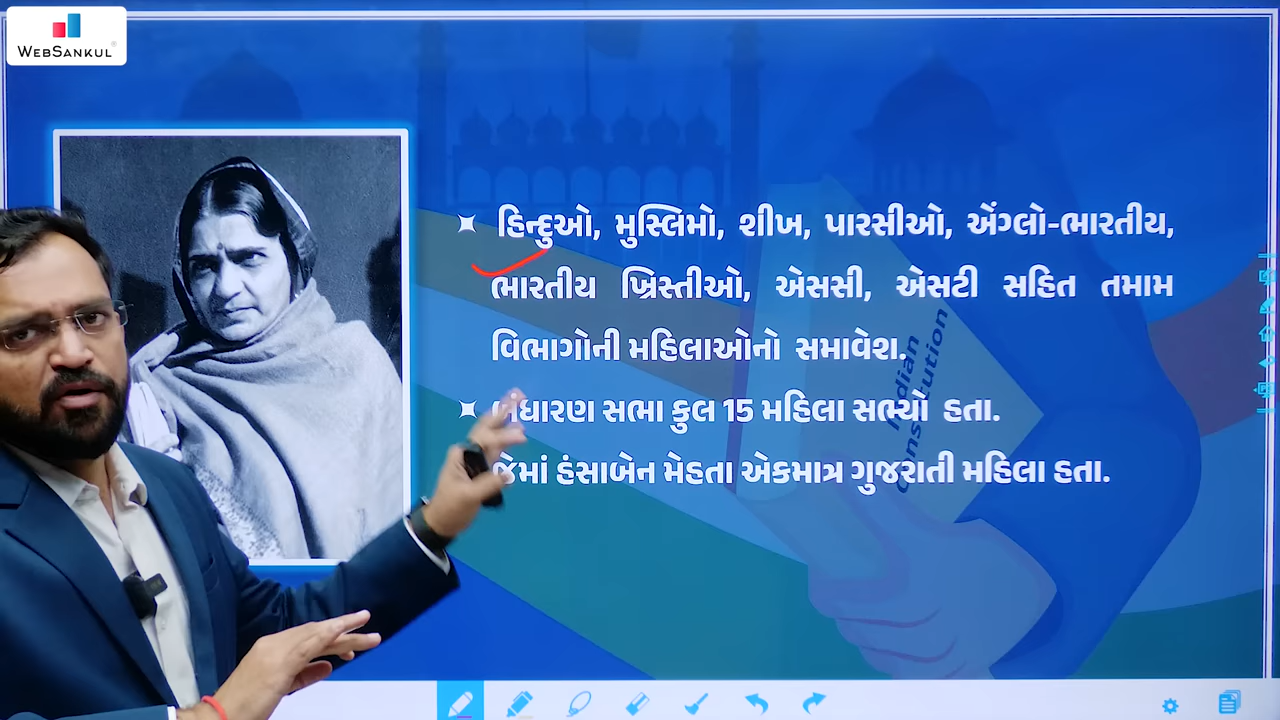 WEBSANKUL
હિન્દુઓ, મુસ્લિમો, શીખ, પારસીઓ, એંગ્લો-ભારતીય,
ભારતીય ખ્રિસ્તીઓ, એસસી, એસટી સહિત તમામ
વિભાગોની મહિલાઓનો સમાવેશ.
સભા કુલ 15 મહિલા સભ્યો હતા.
જેમાં હંસાબેન મેહતા એકમાત્ર ગુજરાતી મહિલા હતા.
Indian